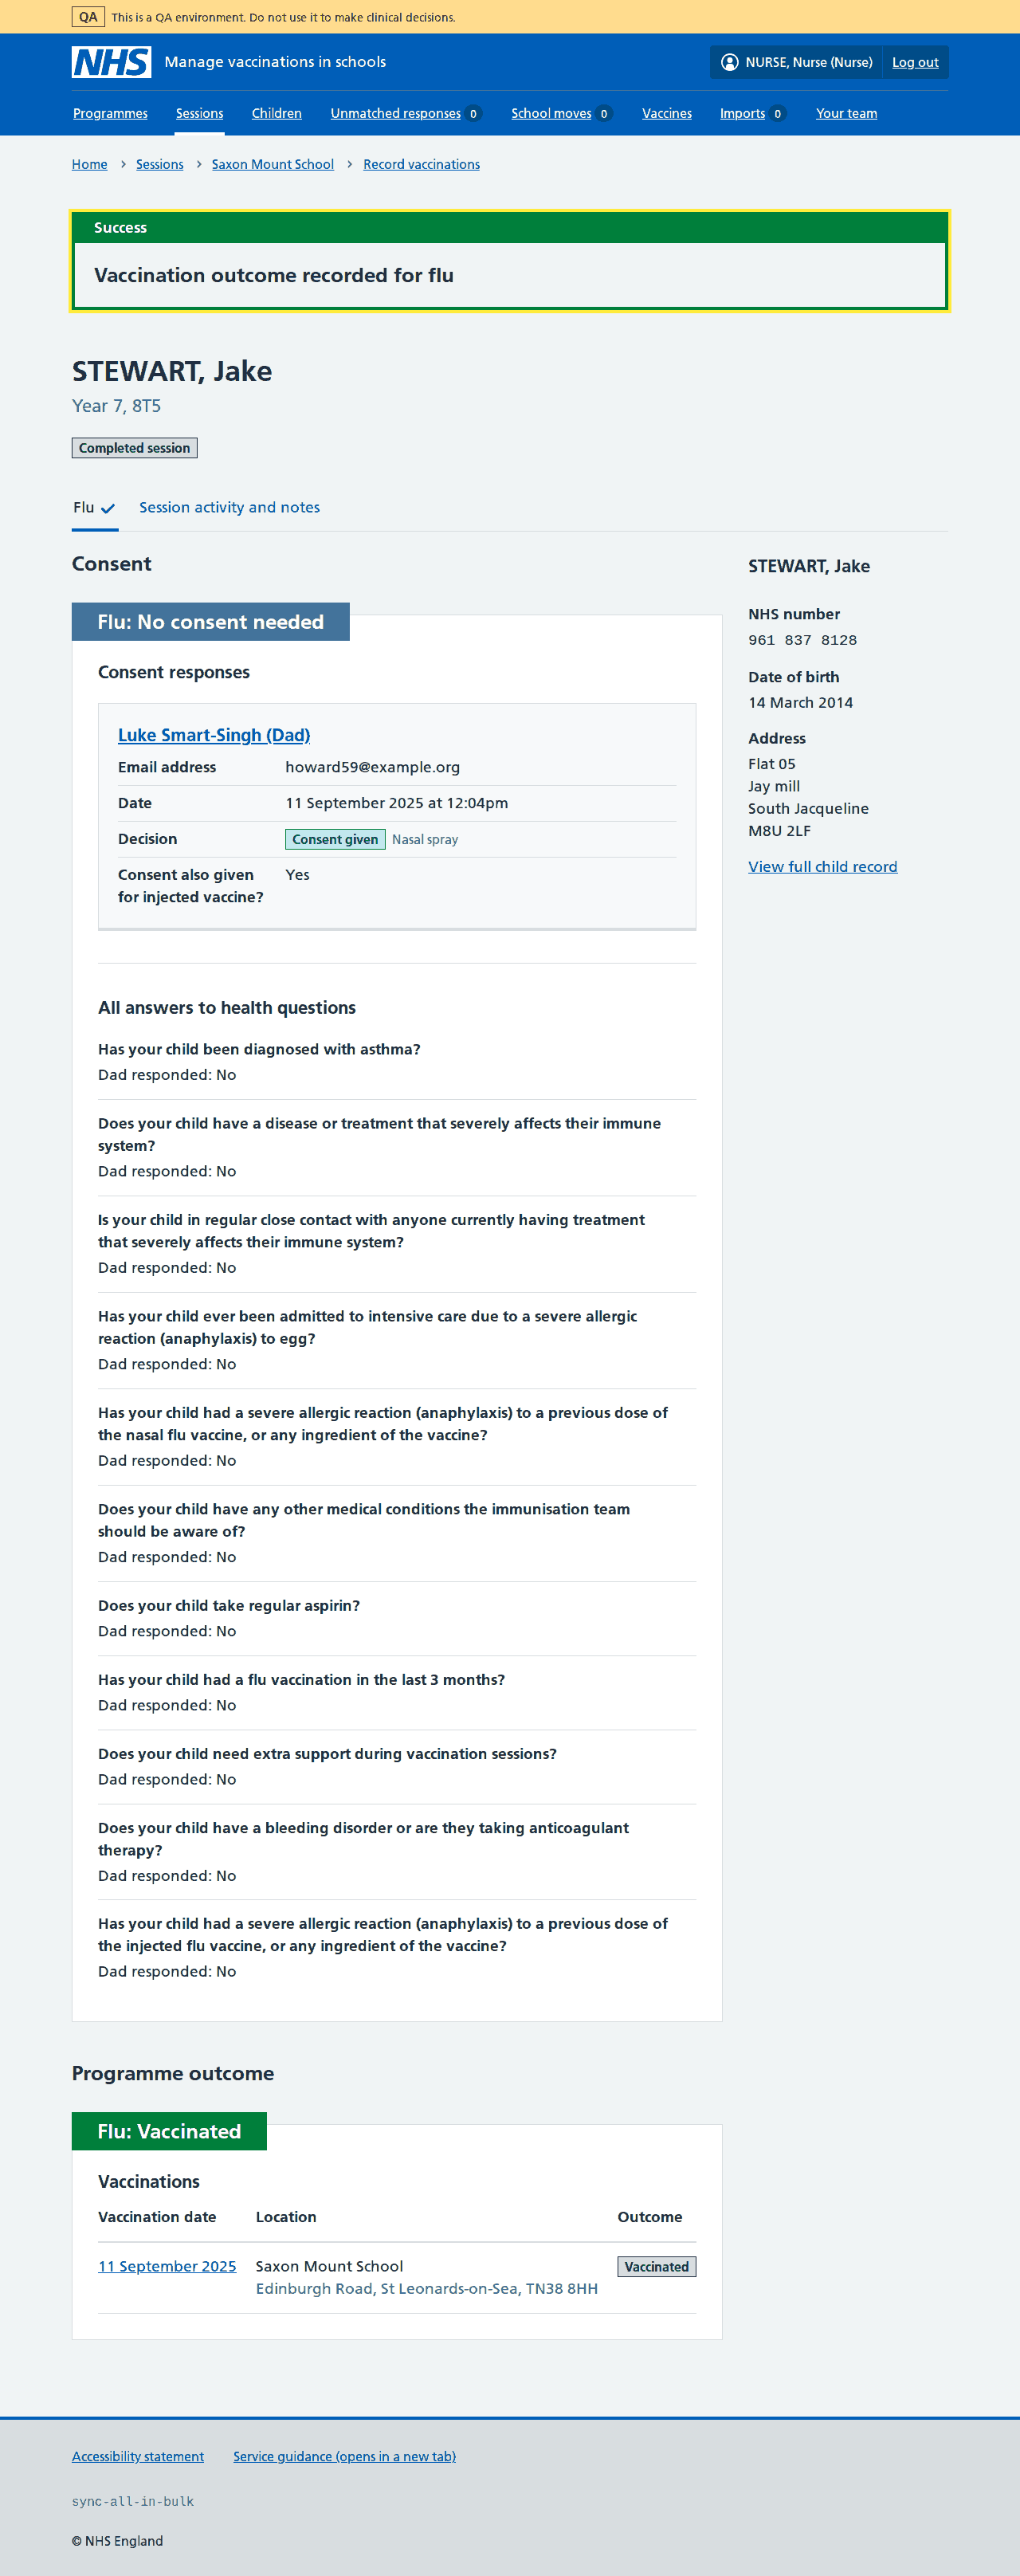 QA This is a QA environment. Do not use it to make clinical decisions.
NHS Manage vaccinations in schools NURSE, Nurse (Nurse) Log out
Programmes Sessions Children Unmatched responses 0 School moves 0 Vaccines Imports 0 Your team
Home Sessions Saxon Mount School Record vaccinations
Success
Vaccination outcome recorded for flu
STEWART, Jake
Year 7, 8T5
Completed session
Flu Session activity and notes
Consent
Flu: No consent needed
Consent responses
Luke Smart-Singh (Dad)
Email address howard59@example.org
Date 11 September 2025 at 12:04pm
Decision Consent given Nasal spray
Consent also given Yes
for injected vaccine?
All answers to health questions
Has your child been diagnosed with asthma?
Dad responded: No
Does your child have a disease or treatment that severely affects their immune
system?
Dad responded: No
Is your child in regular close contact with anyone currently having treatment
that severely affects their immune system?
Dad responded: No
Has your child ever been admitted to intensive care due to a severe allergic
reaction (anaphylaxis) to egg?
Dad responded: No
Has your child had a severe allergic reaction (anaphylaxis) to a previous dose of
the nasal flu vaccine, or any ingredient of the vaccine?
Dad responded: No
Does your child have any other medical conditions the immunisation team
should be aware of?
Dad responded: No
Does your child take regular aspirin?
Dad responded: No
Has your child had a flu vaccination in the last 3 months?
Dad responded: No
Does your child need extra support during vaccination sessions?
Dad responded: No
Does your child have a bleeding disorder or are they taking anticoagulant
therapy?
Dad responded: No
Has your child had a severe allergic reaction (anaphylaxis) to a previous dose of
the injected flu vaccine, or any ingredient of the vaccine?
Dad responded: No
STEWART, Jake
NHS number
961 837 8128
Date of birth
14 March 2014
Address
Flat 05
Jay mill
South Jacqueline
M8U 2LF
View full child record
Programme outcome
Flu: Vaccinated
Vaccinations
Vaccination date Location Outcome
11 September 2025 Saxon Mount School Vaccinated
Edinburgh Road, St Leonards-on-Sea, TN38 8HH
Accessibility statement Service guidance (opens in a new tab)
sync-all-in-bulk
© NHS England